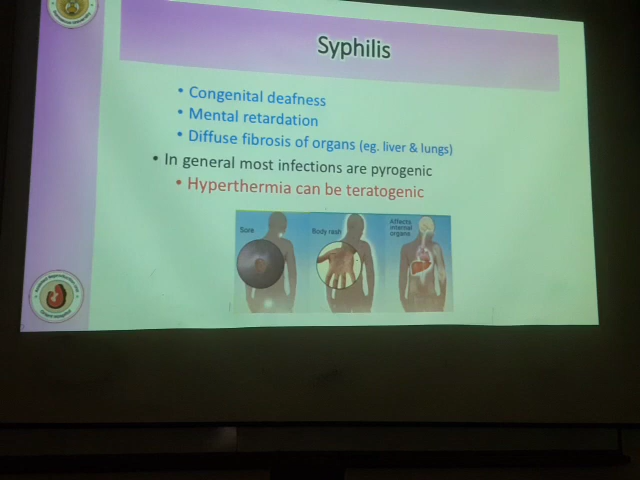 Syphilis
• Congenital deafness
• Mental retardation
• Diffuse fibrosis of organs (eg. liver & lungs)
• In general most infections are pyrogenic
• Hyperthermia can be teratogenic
Sore
Body rash
Affects
internal
organs